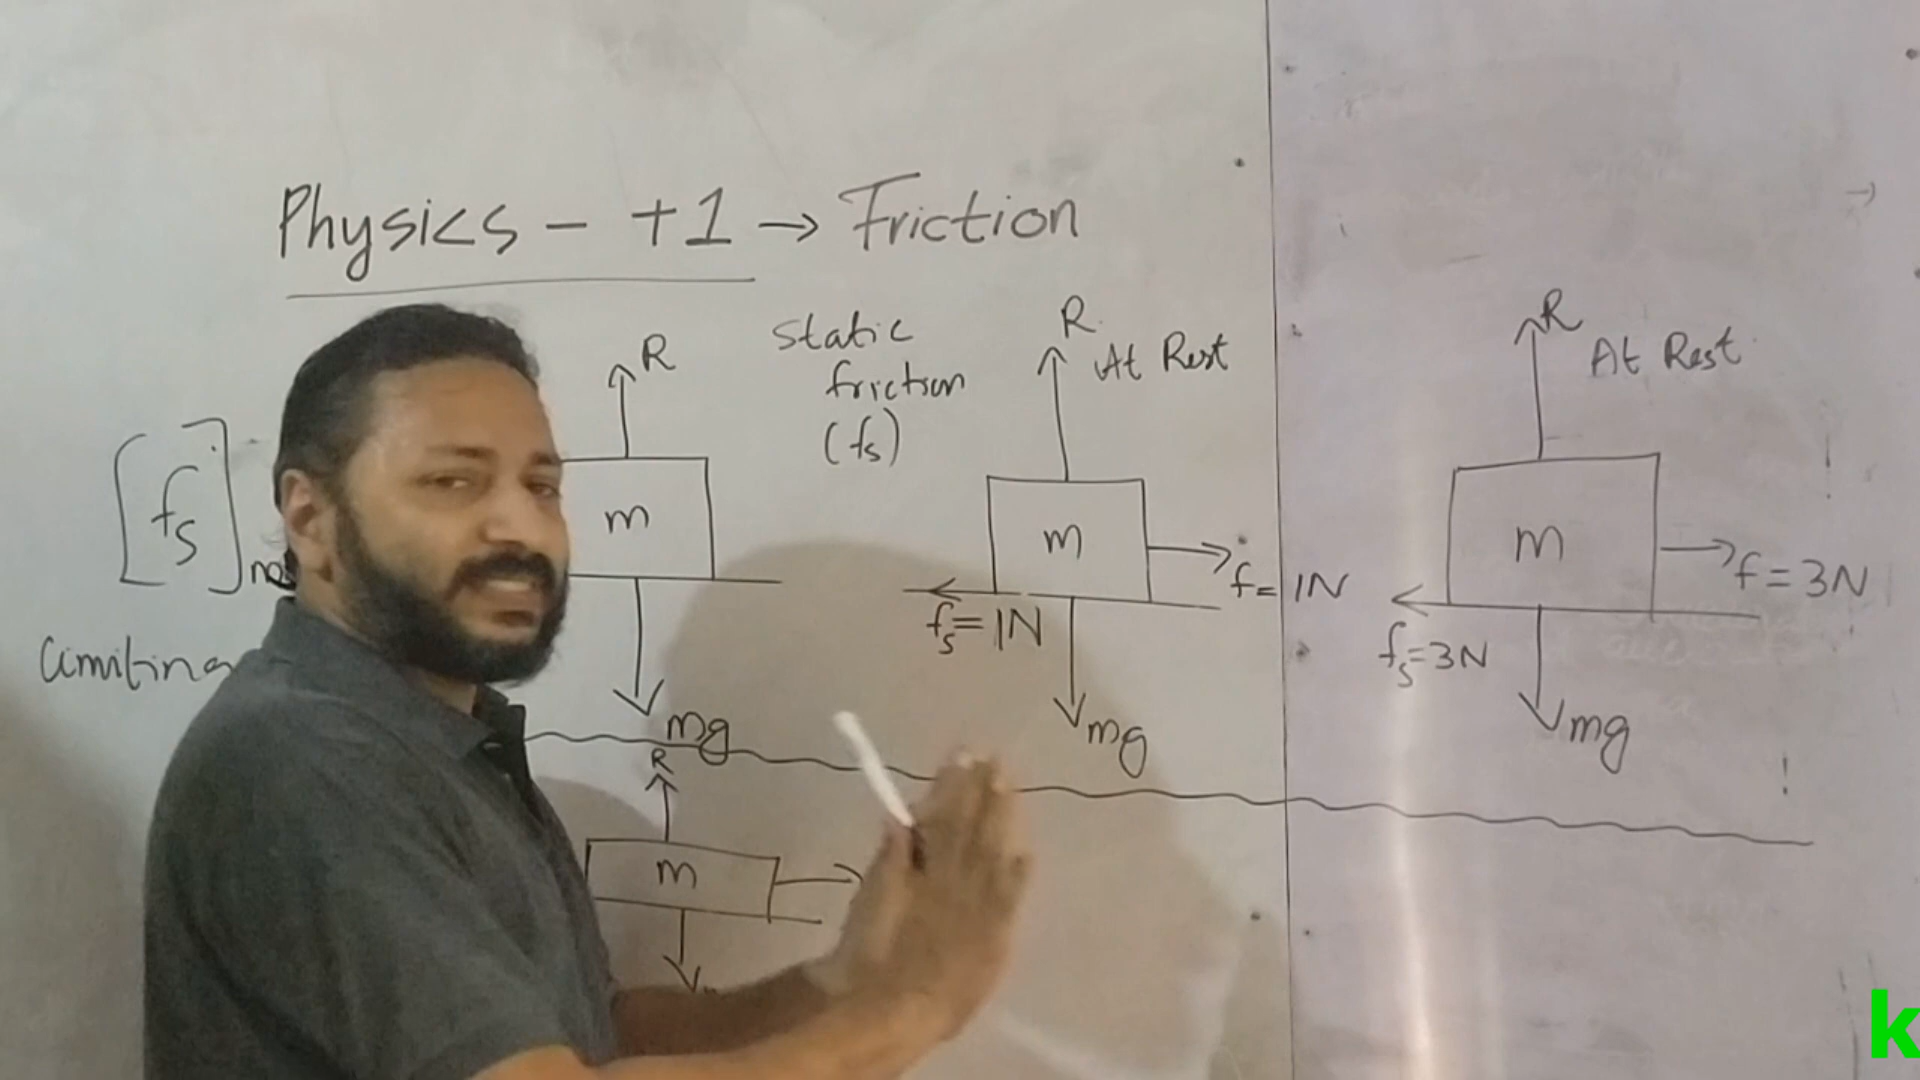 Physics - +1 → Friction
[fs]
R
m
mg
Static
friction
(fs)
R
At Rest
m
f = 1N
fs = 1N
mg
R
At Rest
m
f = 3N
fs = 3N
mg
R
m
k